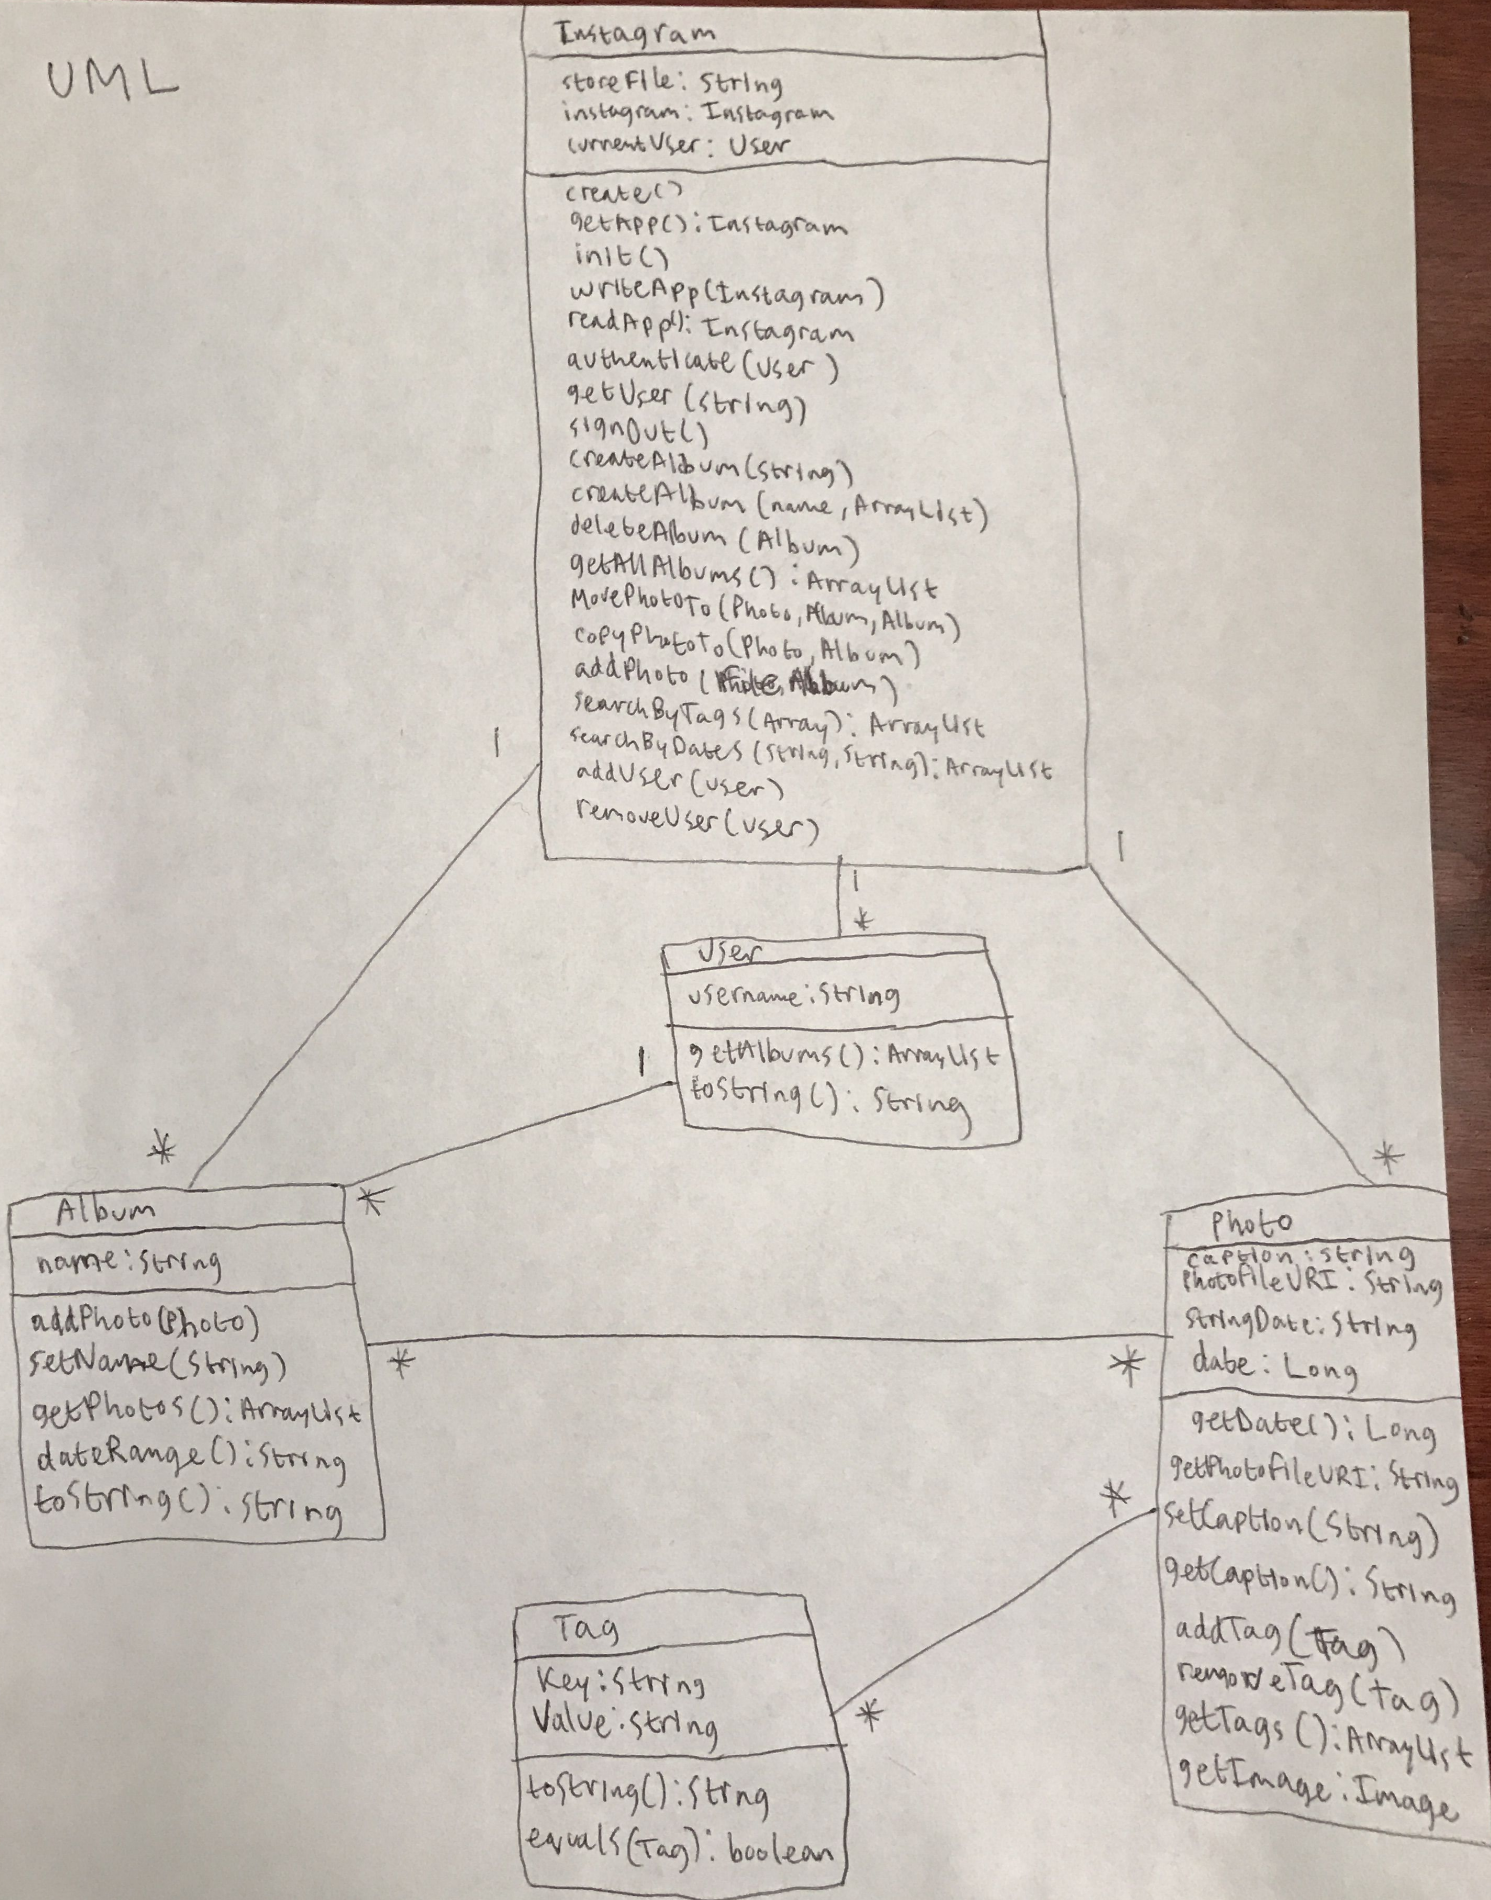 UML
Instagram
storeFile: String
instagram: Instagram
currentUser: User
create()
getApp(): Instagram
init()
writeApp(Instagram)
readApp(): Instagram
authenticate(User)
getUser(String)
signOut()
createAlbum(String)
createAlbum(name, ArrayList)
deleteAlbum(Album)
getAllAlbums(): ArrayList
MovePhotoTo(Photo, Album, Album)
copyPhotoTo(Photo, Album)
addPhoto(File, Album)
searchByTags(Array): ArrayList
searchByDates(String, String): ArrayList
addUser(user)
removeUser(user)
1
1
1
*
User
username: String
getAlbums(): ArrayList
toString(): String
1
*
*
*
Album
name: String
addPhoto(Photo)
setName(String)
getPhotos(): ArrayList
dateRange(): String
toString(): String
*
*
Photo
caption: String
PhotoFileURI: String
stringDate: String
date: Long
getDate(): Long
getPhotoFileURI: String
setCaption(String)
getCaption(): String
addTag(Tag)
removeTag(tag)
getTags(): ArrayList
getImage: Image
*
*
Tag
Key: String
Value: String
toString(): Strng
equals(Tag): boolean